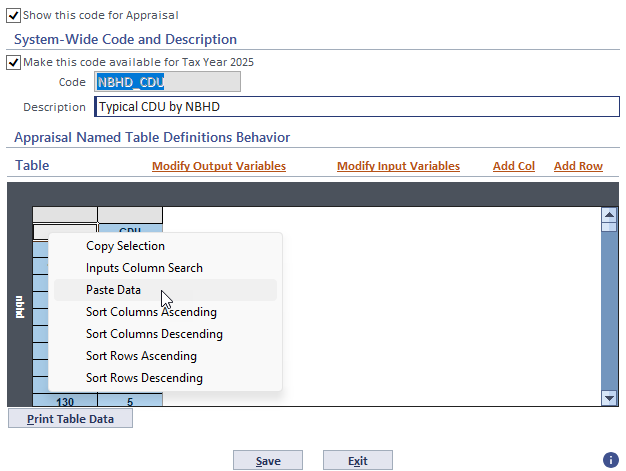 Show this code for Appraisal
System-Wide Code and Description
Make this code available for Tax Year 2025
Code NBHD_CDU
Description Typical CDU by NBHD
Appraisal Named Table Definitions Behavior
Table Modify Output Variables Modify Input Variables Add Col Add Row
CDU
nbhd
Copy Selection
Inputs Column Search
Paste Data
Sort Columns Ascending
Sort Columns Descending
Sort Rows Ascending
Sort Rows Descending
130 5
Print Table Data
Save Exit
i